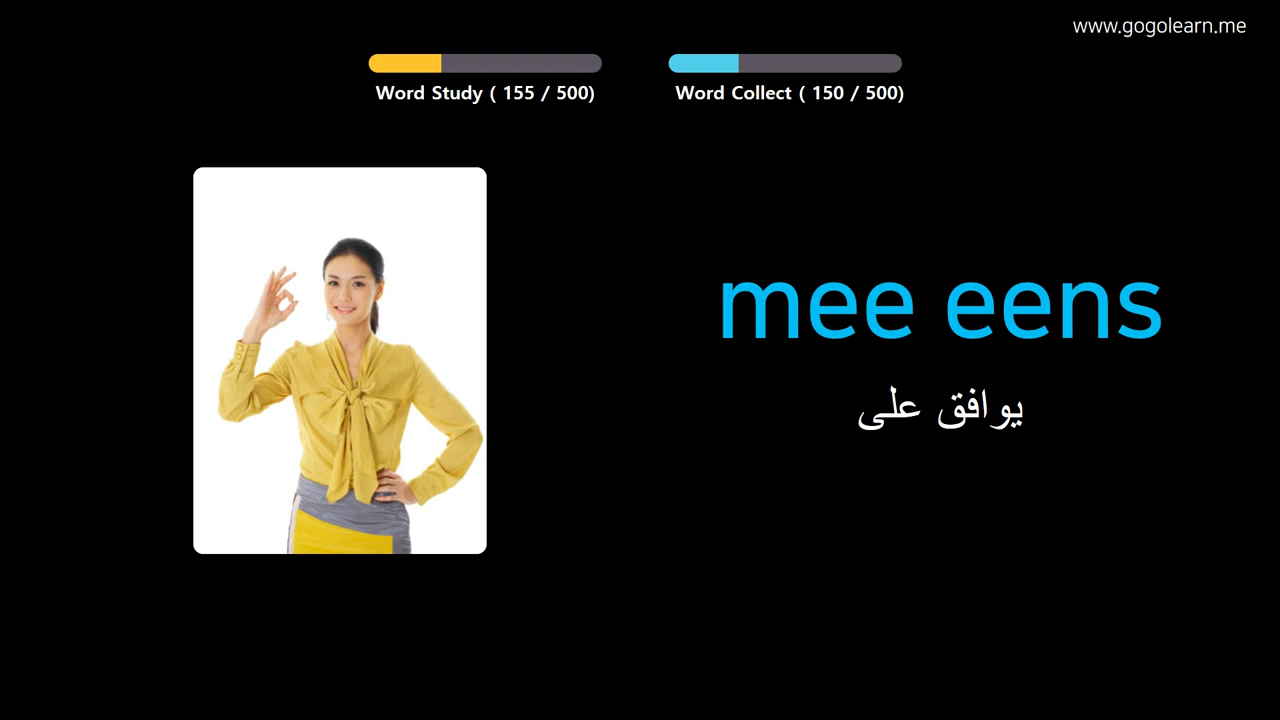 www.gogolearn.me
Word Study ( 155 / 500)
Word Collect ( 150 / 500)
mee eens
يوافق على